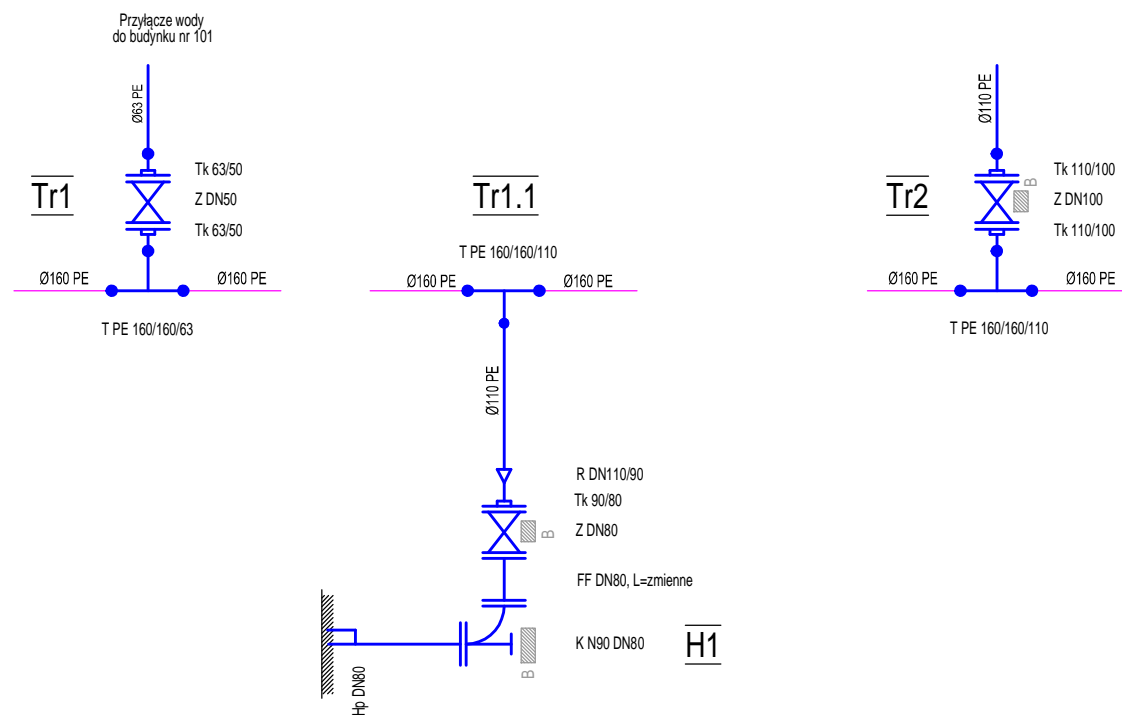 Przyłącze wody
do budynku nr 101
Ø63 PE
Tr1
Tk 63/50
Z DN50
Tk 63/50
Ø160 PE
Ø160 PE
T PE 160/160/63
Tr1.1
T PE 160/160/110
Ø160 PE
Ø160 PE
Ø110 PE
R DN110/90
Tk 90/80
Z DN80
B
FF DN80, L=zmienne
K N90 DN80
H1
B
Hp DN80
Ø110 PE
Tr2
Tk 110/100
B
Z DN100
Tk 110/100
Ø160 PE
Ø160 PE
T PE 160/160/110